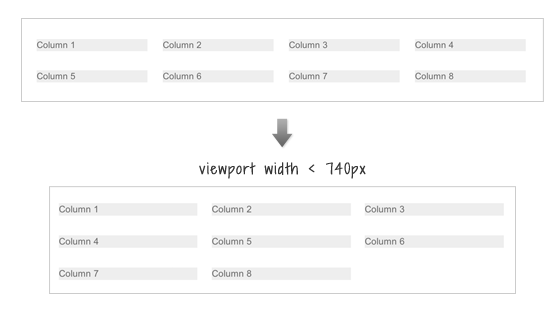 Column 1 Column 2 Column 3 Column 4
Column 5 Column 6 Column 7 Column 8
viewport width < 740px
Column 1 Column 2 Column 3
Column 4 Column 5 Column 6
Column 7 Column 8